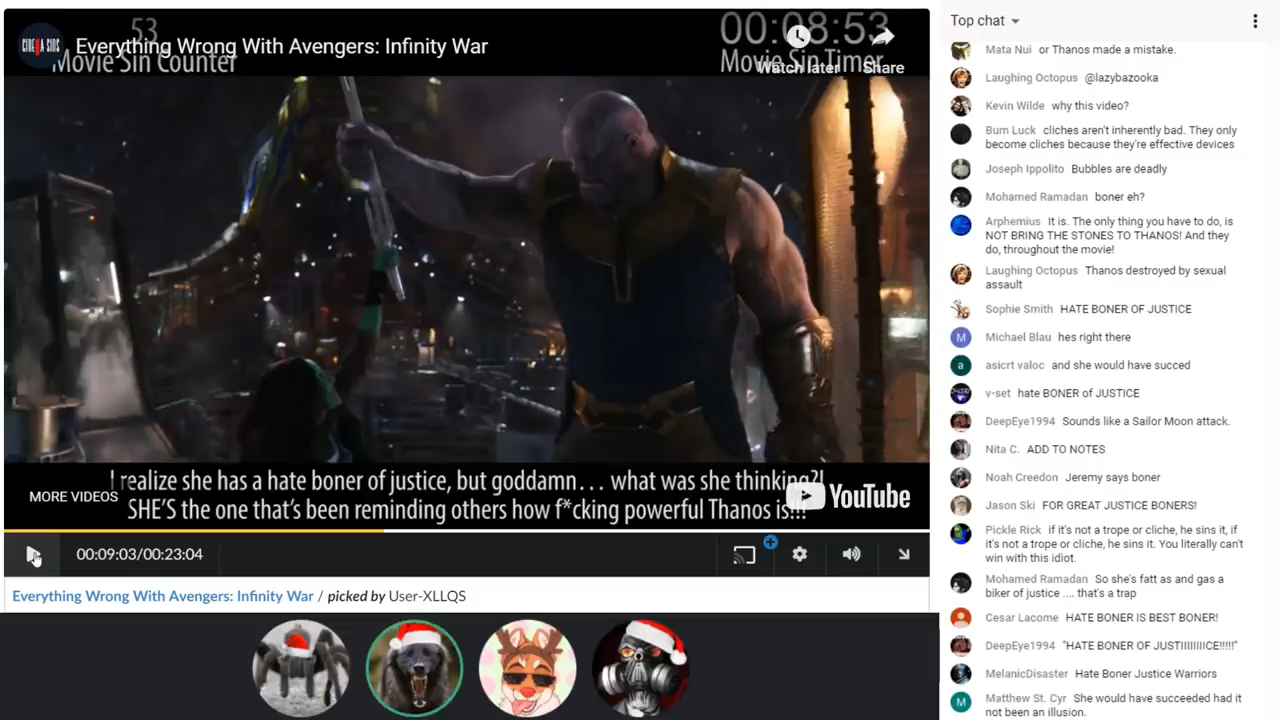 CINEMA SINS
53
Everything Wrong With Avengers: Infinity War
Movie Sin Counter
00:08:53
Movie Sin Timer
Watch later
Share
I realize she has a hate boner of justice, but goddamn... what was she thinking?!
SHE'S the one that's been reminding others how f*cking powerful Thanos is!!!
MORE VIDEOS
YouTube
00:09:03/00:23:04
Everything Wrong With Avengers: Infinity War / picked by User-XLLQS
Top chat
Mata Nui or Thanos made a mistake.
Laughing Octopus @lazybazooka
Kevin Wilde why this video?
Bum Luck cliches aren't inherently bad. They only
become cliches because they're effective devices
Joseph Ippolito Bubbles are deadly
Mohamed Ramadan boner eh?
Arphemius It is. The only thing you have to do, is
NOT BRING THE STONES TO THANOS! And they
do, throughout the movie!
Laughing Octopus Thanos destroyed by sexual
assault
Sophie Smith HATE BONER OF JUSTICE
M
Michael Blau hes right there
a
asicrt valoc and she would have succed
v-set hate BONER of JUSTICE
DeepEye1994 Sounds like a Sailor Moon attack.
Nita C. ADD TO NOTES
Noah Creedon Jeremy says boner
Jason Ski FOR GREAT JUSTICE BONERS!
Pickle Rick if it's not a trope or cliche, he sins it, if
it's not a trope or cliche, he sins it. You literally can't
win with this idiot.
Mohamed Ramadan So she's fatt as and gas a
biker of justice .... that's a trap
Cesar Lacome HATE BONER IS BEST BONER!
DeepEye1994 "HATE BONER OF JUSTIIIIIIIICE!!!!!"
MelanicDisaster Hate Boner Justice Warriors
M
Matthew St. Cyr She would have succeeded had it
not been an illusion.